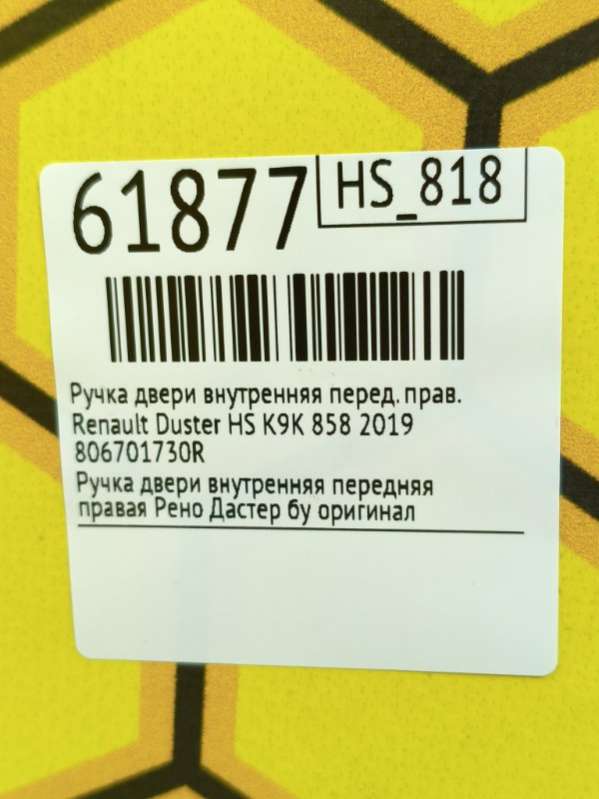 61877 HS_818
Ручка двери внутренняя перед. прав.
Renault Duster HS K9K 858 2019
806701730R
Ручка двери внутренняя передняя
правая Рено Дастер бу оригинал